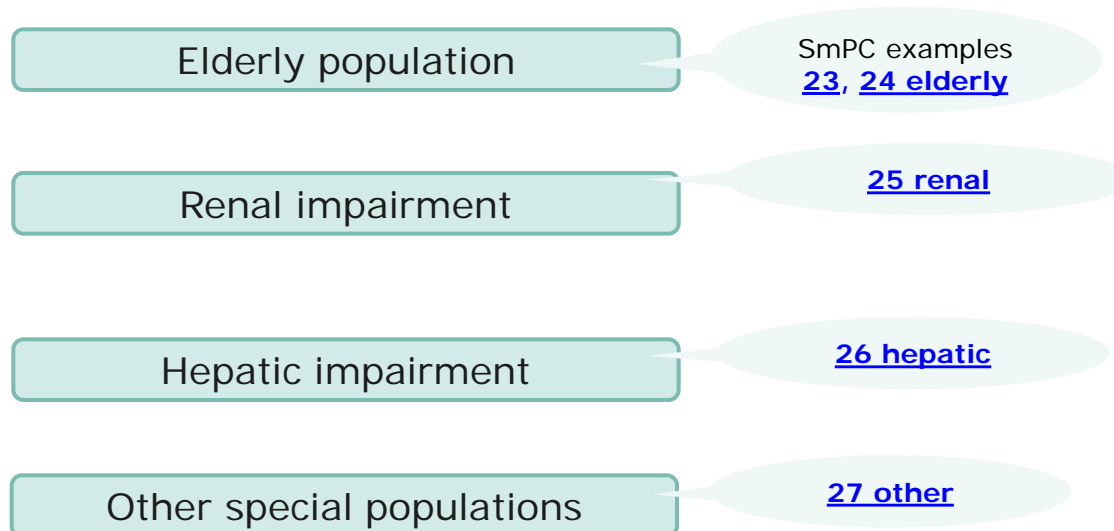 Elderly population
SmPC examples
23, 24 elderly
Renal impairment
25 renal
Hepatic impairment
26 hepatic
Other special populations
27 other